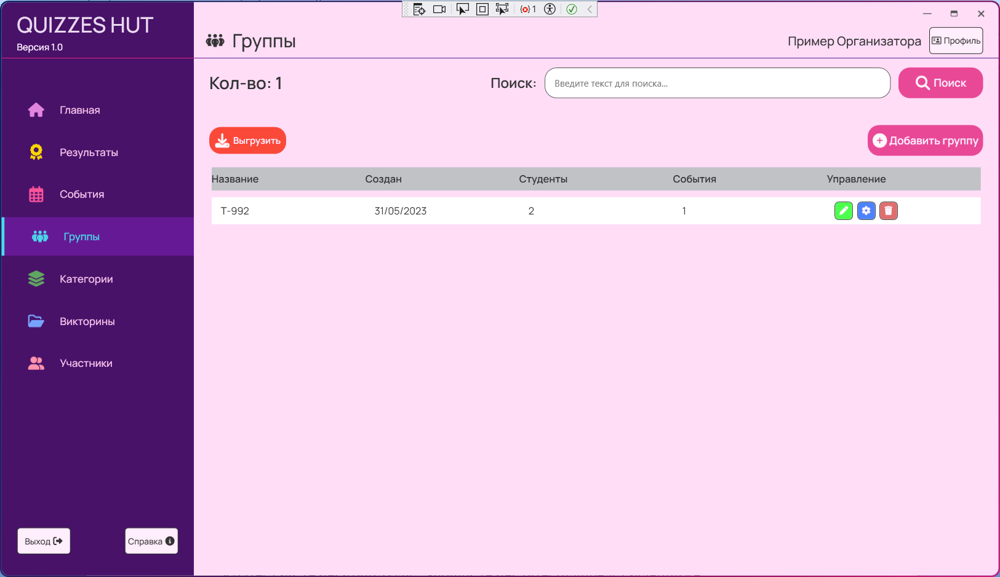 QUIZZES HUT
Версия 1.0
1
Группы
Пример Организатора
Профиль
Кол-во: 1
Поиск:
Введите текст для поиска...
Поиск
Главная
Результаты
События
Группы
Категории
Викторины
Участники
Выгрузить
Добавить группу
Название Создан Студенты События Управление
Т-992 31/05/2023 2 1
Выход
Справка